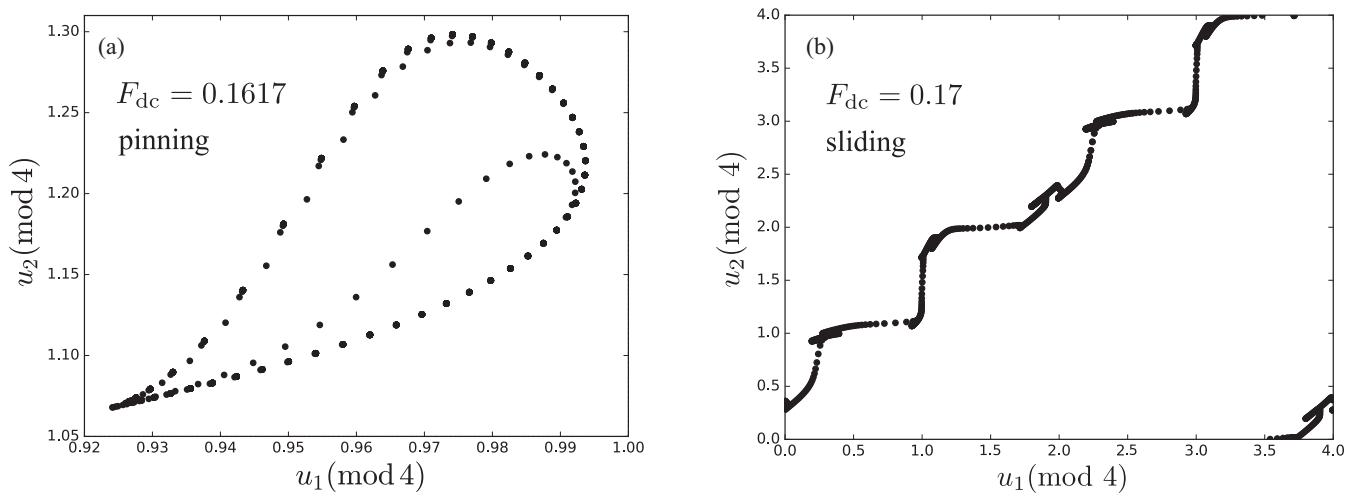 (a)
F_dc = 0.1617
pinning
1.30
1.25
1.20
1.15
1.10
1.05
0.92 0.93 0.94 0.95 0.96 0.97 0.98 0.99 1.00
u_2(mod 4)
u_1(mod 4)
(b)
F_dc = 0.17
sliding
4.0
3.5
3.0
2.5
2.0
1.5
1.0
0.5
0.0
0.0 0.5 1.0 1.5 2.0 2.5 3.0 3.5 4.0
u_2(mod 4)
u_1(mod 4)